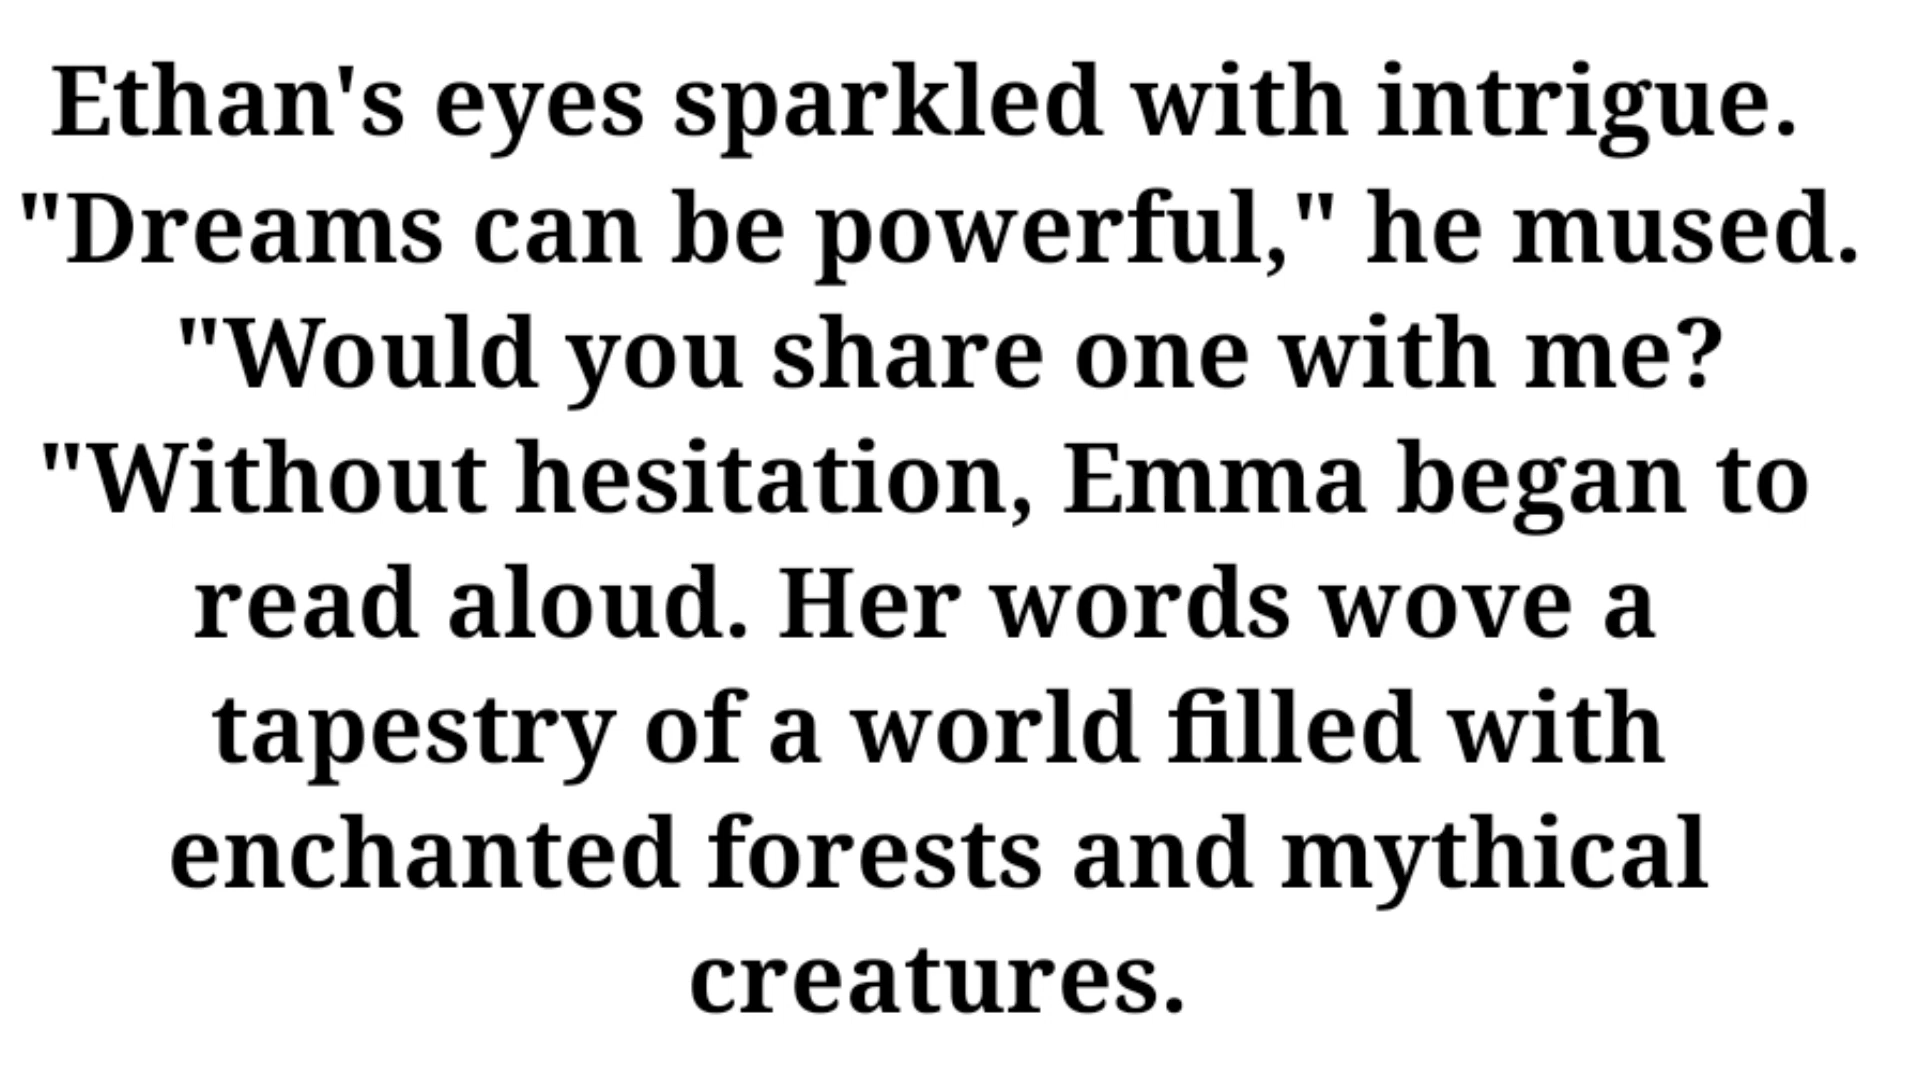 Ethan's eyes sparkled with intrigue.
"Dreams can be powerful," he mused.
"Would you share one with me?
"Without hesitation, Emma began to
read aloud. Her words wove a
tapestry of a world filled with
enchanted forests and mythical
creatures.